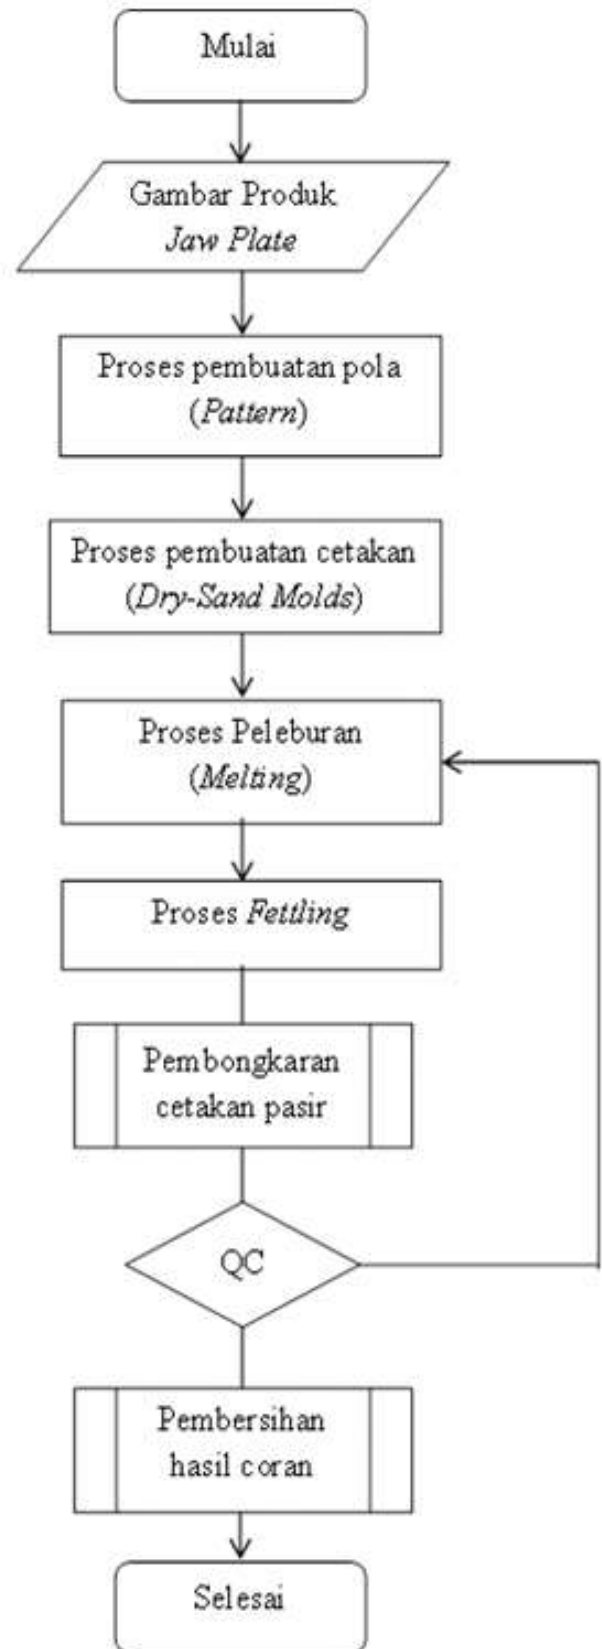 Mulai
Gambar Produk
Jaw Plate
Proses pembuatan pola
(Pattern)
Proses pembuatan cetakan
(Dry-Sand Molds)
Proses Peleburan
(Melting)
Proses Fettling
Pembongkaran
cetakan pasir
QC
Pembersihan
hasil coran
Selesai